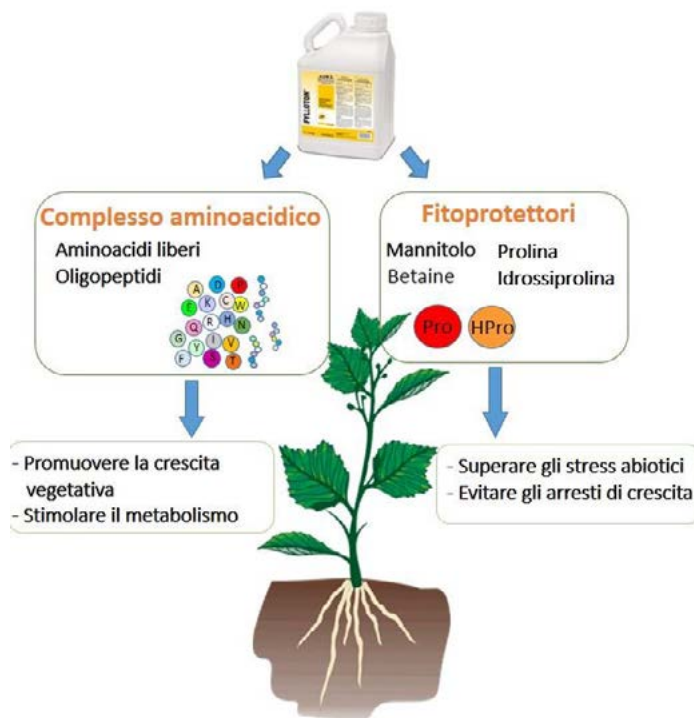 FYLLOTON
Complesso aminoacidico
Aminoacidi liberi
Oligopeptidi
A D P
E K C W
Q R H N
G Y I V
F S T
Fitoprotettori
Mannitolo Prolina
Betaine Idrossiprolina
Pro HPro
- Promuovere la crescita
vegetativa
- Stimolare il metabolismo
- Superare gli stress abiotici
- Evitare gli arresti di crescita